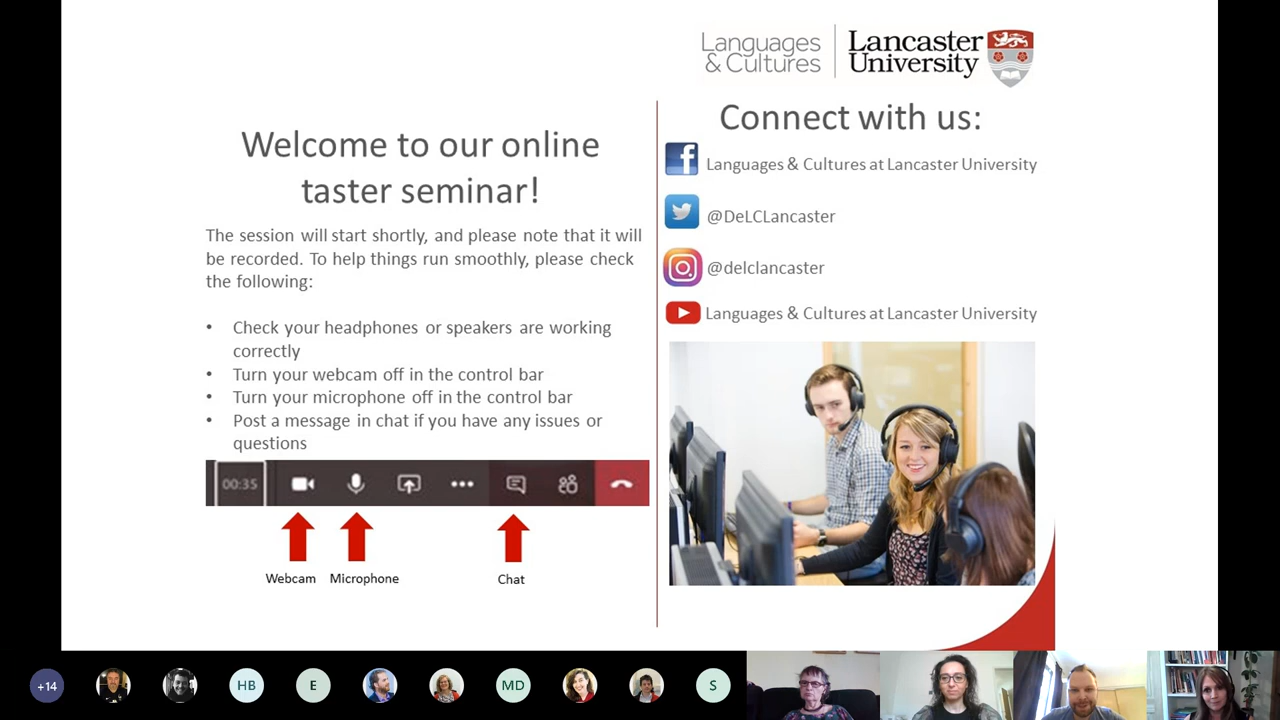 Languages
& Cultures
Lancaster
University
Welcome to our online
taster seminar!
The session will start shortly, and please note that it will
be recorded. To help things run smoothly, please check
the following:
• Check your headphones or speakers are working
correctly
• Turn your webcam off in the control bar
• Turn your microphone off in the control bar
• Post a message in chat if you have any issues or
questions
00:35
Webcam
Microphone
Chat
Connect with us:
Languages & Cultures at Lancaster University
@DeLCLancaster
@delclancaster
Languages & Cultures at Lancaster University
+14
HB
E
MD
S